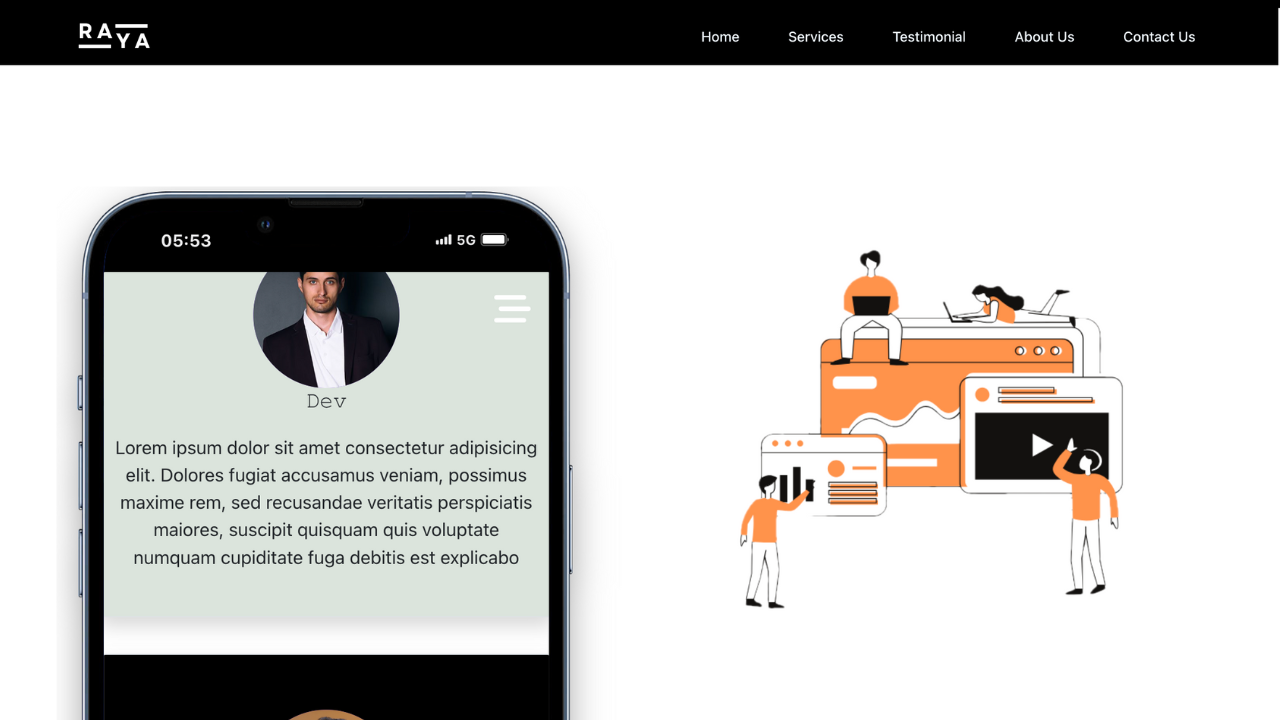 RAYA
Home Services Testimonial About Us Contact Us
05:53 5G
Dev
Lorem ipsum dolor sit amet consectetur adipisicing
elit. Dolores fugiat accusamus veniam, possimus
maxime rem, sed recusandae veritatis perspiciatis
maiores, suscipit quisquam quis voluptate
numquam cupiditate fuga debitis est explicabo